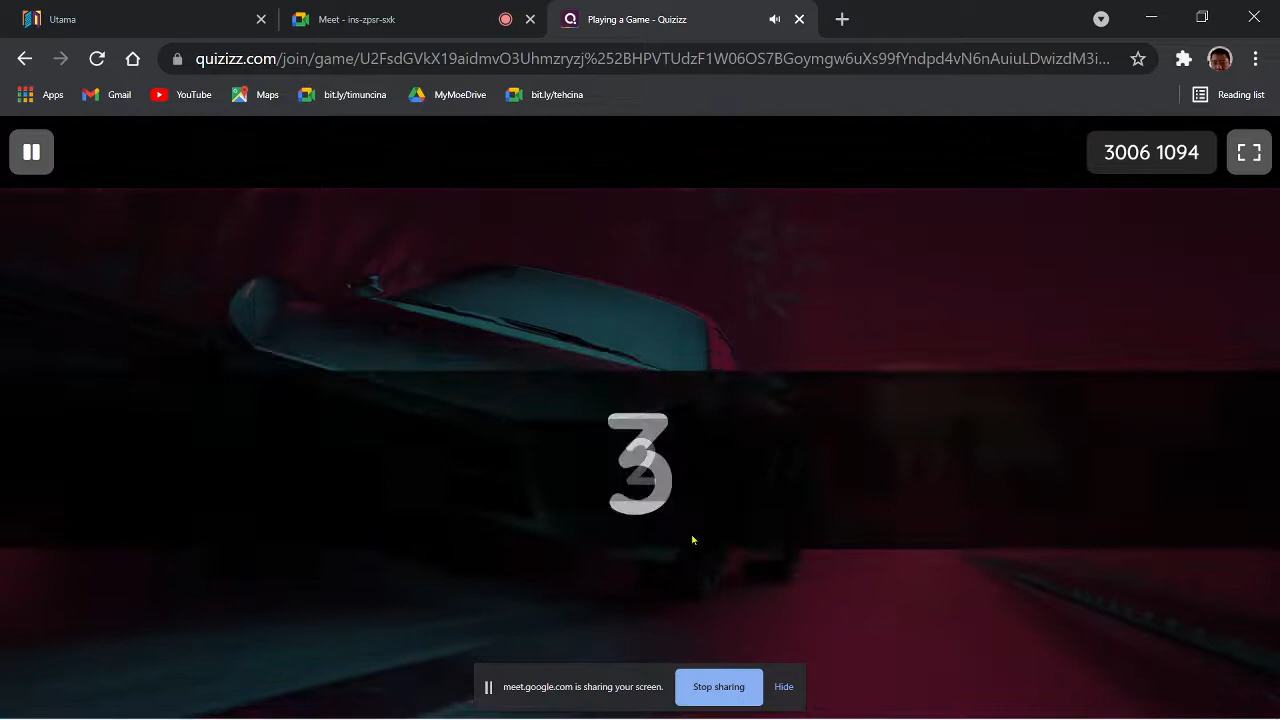 Utama
Meet - ins-zpsr-sxk
Playing a Game - Quizizz
quizizz.com/join/game/U2FsdGVkX19aidmvO3Uhmzryzj%252BHPVTUdzF1W06OS7BGoymgw6uXs99fYndpd4vN6nAuiuLDwizdM3i...
Apps
Gmail
YouTube
Maps
bit.ly/timuncina
MyMoeDrive
bit.ly/tehcina
Reading list
3006 1094
3
meet.google.com is sharing your screen.
Stop sharing
Hide